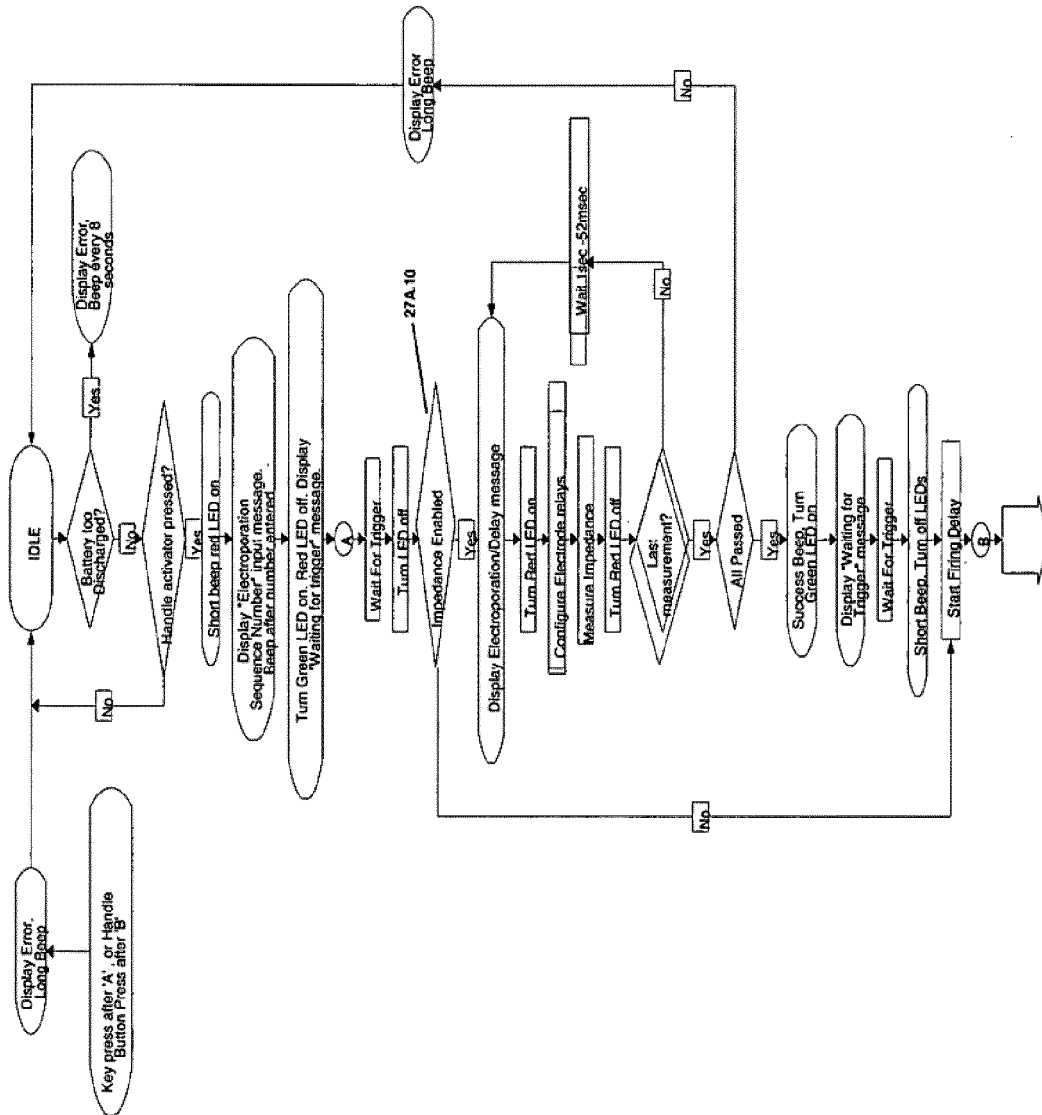 IDLE
Battery too
Discharged?
Yes
Display Error,
Beep every 8
seconds
No
Handle activator pressed?
No
Yes
Short beep red LED on
Display "Electroporation
Sequence Number" input message.
Beep after number entered
Turn Green LED on. Red LED off. Display
"Waiting for trigger" message.
A
Wait For Trigger
Turn LED off
Impedance Enabled
27A.10
No
Yes
Display Electroporation/Delay message
Turn Red LED on
Configure Electrode relays
Measure Impedance
Turn Red LED off
Last
measurement?
No
Wait 1sec -52msec
Yes
All Passed
No
Display Error
Long Beep
Yes
Success Beep Turn
Green LED on
Display "Waiting for
Trigger" message
Wait For Trigger
Short Beep, Turn off LEDs
Start Firing Delay
B
Display Error,
Long Beep
Key press after 'A' , or Handle
Button Press after 'B'